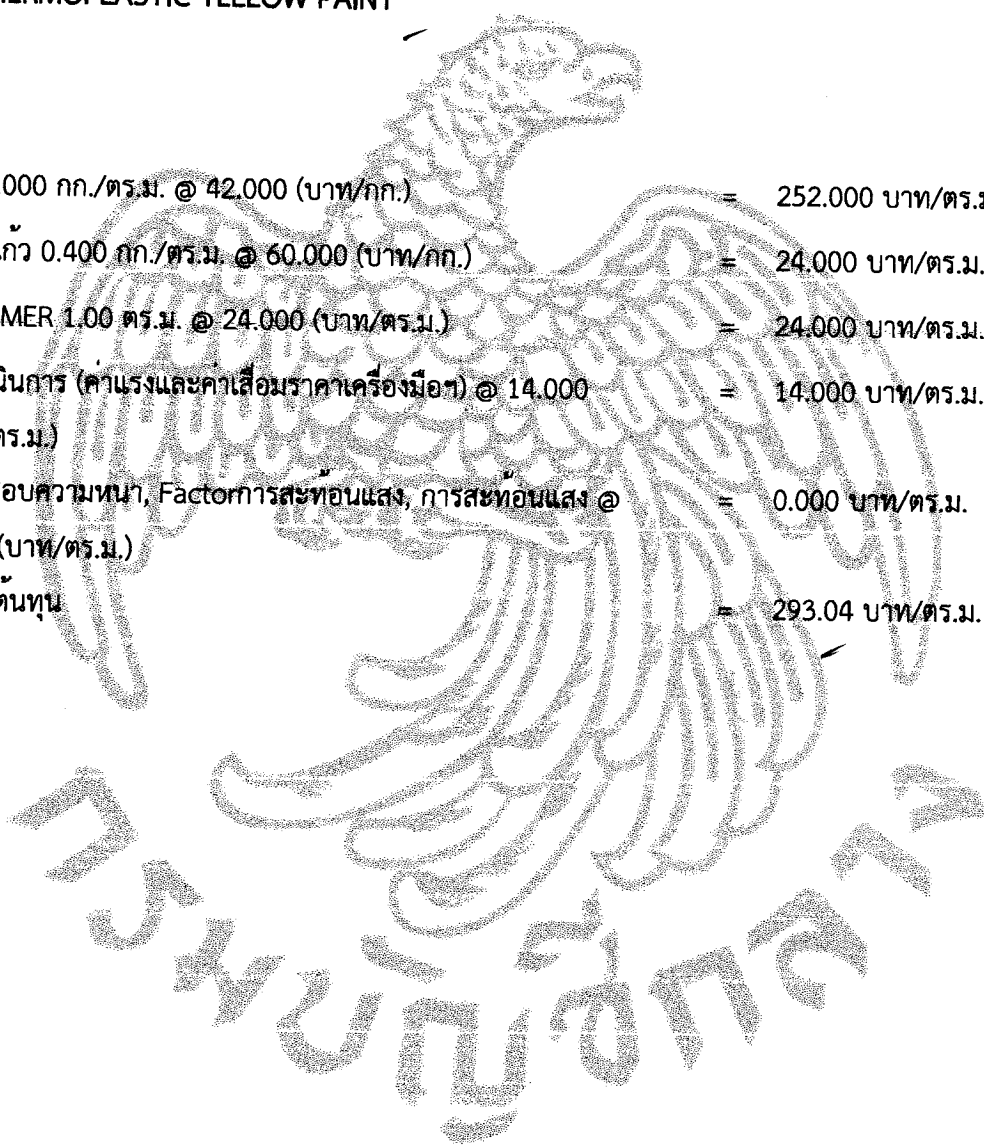 THERMOPLASTIC YELLOW PAINT
000 กก./ตร.ม. @ 42.000 (บาท/กก.) = 252.000 บาท/ตร.ม
แก้ว 0.400 กก./ตร.ม. @ 60.000 (บาท/กก.) = 24.000 บาท/ตร.ม.
MER 1.00 ตร.ม. @ 24.000 (บาท/ตร.ม.) = 24.000 บาท/ตร.ม.
นินการ (ค่าแรงและค่าเสื่อมราคาเครื่องมือฯ) @ 14.000 = 14.000 บาท/ตร.ม.
ตร.ม.)
อบความหนา, Factorการสะท้อนแสง, การสะท้อนแสง @ = 0.000 บาท/ตร.ม.
(บาท/ตร.ม.)
ต้นทุน = 293.04 บาท/ตร.ม.
กรมบัญชีกลาง